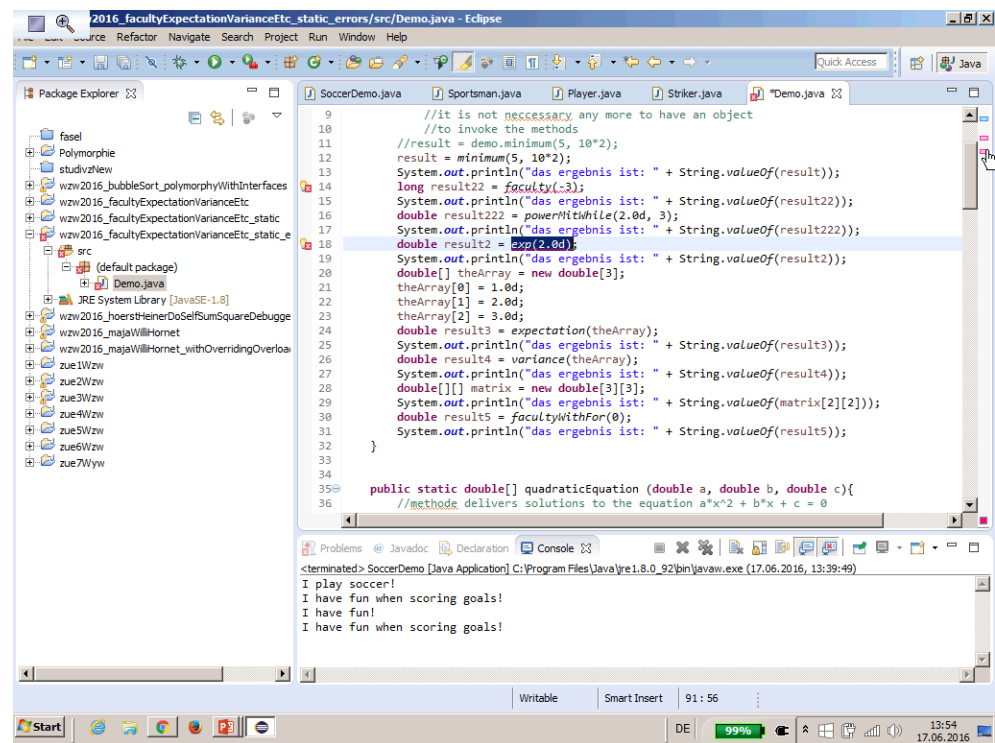 2016_facultyExpectationVarianceEtc_static_errors/src/Demo.java - Eclipse
Refactor Navigate Search Project Run Window Help
Quick Access
Java
Package Explorer
SoccerDemo.java
Sportsman.java
Player.java
Striker.java
*Demo.java
fasel
Polymorphie
studivzNew
wzw2016_bubbleSort_polymorphyWithInterfaces
wzw2016_facultyExpectationVarianceEtc
wzw2016_facultyExpectationVarianceEtc_static
wzw2016_facultyExpectationVarianceEtc_static_e
src
(default package)
Demo.java
JRE System Library [JavaSE-1.8]
wzw2016_hoerstHeinerDoSelfSumSquareDebugge
wzw2016_majaWilliHornet
wzw2016_majaWilliHornet_withOverridingOverloa
zue1Wzw
zue2Wzw
zue3Wzw
zue4Wzw
zue5Wzw
zue6Wzw
zue7Wyw
9 //it is not neccessary any more to have an object
10 //to invoke the methods
11 //result = demo.minimum(5, 10*2);
12 result = minimum(5, 10*2);
13 System.out.println("das ergebnis ist: " + String.valueOf(result));
14 long result22 = faculty(-3);
15 System.out.println("das ergebnis ist: " + String.valueOf(result22));
16 double result222 = powerMitWhile(2.0d, 3);
17 System.out.println("das ergebnis ist: " + String.valueOf(result222));
18 double result2 = exp(2.0d);
19 System.out.println("das ergebnis ist: " + String.valueOf(result2));
20 double[] theArray = new double[3];
21 theArray[0] = 1.0d;
22 theArray[1] = 2.0d;
23 theArray[2] = 3.0d;
24 double result3 = expectation(theArray);
25 System.out.println("das ergebnis ist: " + String.valueOf(result3));
26 double result4 = variance(theArray);
27 System.out.println("das ergebnis ist: " + String.valueOf(result4));
28 double[][] matrix = new double[3][3];
29 System.out.println("das ergebnis ist: " + String.valueOf(matrix[2][2]));
30 double result5 = facultyWithFor(0);
31 System.out.println("das ergebnis ist: " + String.valueOf(result5));
32 }
33
34
35 public static double[] quadraticEquation (double a, double b, double c){
36 //methode delivers solutions to the equation a*x^2 + b*x + c = 0
Problems @ Javadoc Declaration Console
<terminated> SoccerDemo [Java Application] C:\Program Files\Java\jre1.8.0_92\bin\javaw.exe (17.06.2016, 13:39:49)
I play soccer!
I have fun when scoring goals!
I have fun!
I have fun when scoring goals!
Writable Smart Insert 91 : 56
Start
DE 99% 13:54
17.06.2016